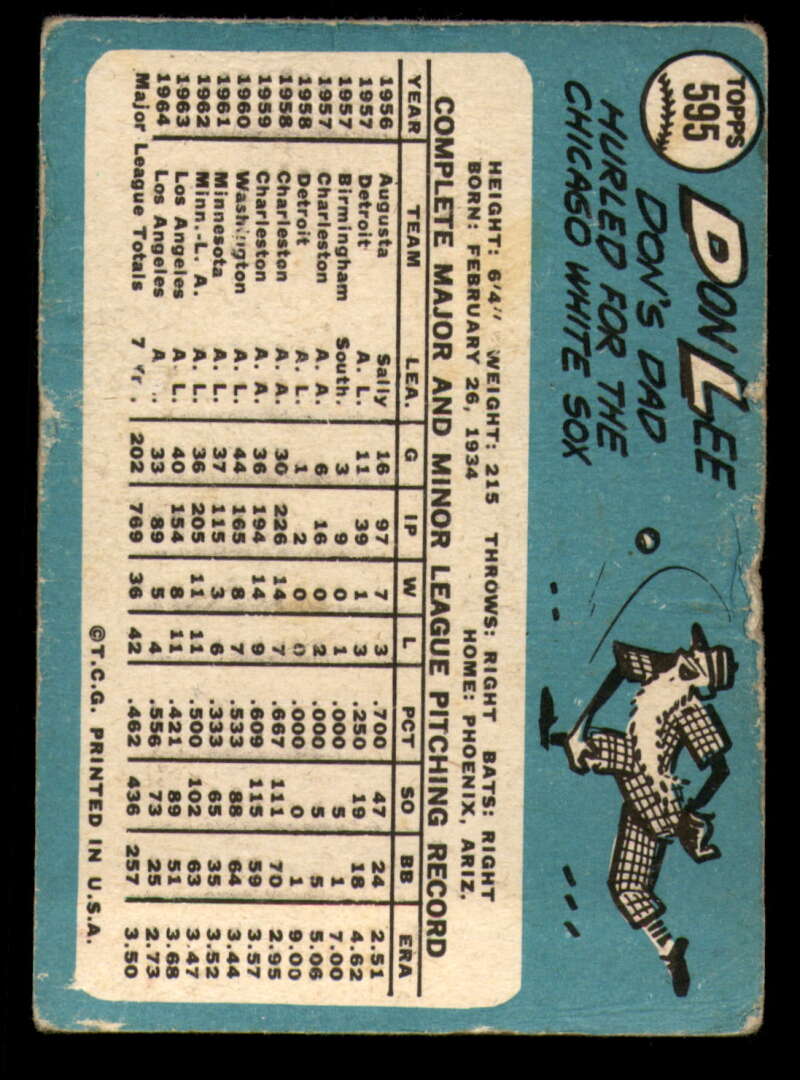 TOPPS
595
DON LEE
DON'S DAD
HURLED FOR THE
CHICAGO WHITE SOX
HEIGHT: 6'4" WEIGHT: 215 THROWS: RIGHT BATS: RIGHT
BORN: FEBRUARY 26, 1934 HOME: PHOENIX, ARIZ.
COMPLETE MAJOR AND MINOR LEAGUE PITCHING RECORD
YEAR TEAM LEA. G IP W L PCT SO BB ERA
1956 Augusta Sally 16 97 7 3 .700 47 24 2.51
1957 Detroit A. L. 11 39 1 3 .250 19 18 4.62
1957 Birmingham South. 3 9 0 1 .000 5 1 7.00
1957 Charleston A. A. 6 16 0 2 .000 5 5 5.06
1958 Detroit A. L. 1 2 0 0 .000 0 1 9.00
1958 Charleston A. A. 30 226 14 7 .667 111 70 2.95
1959 Charleston A. A. 36 194 14 9 .609 115 59 3.57
1960 Washington A. L. 44 165 8 7 .533 88 64 3.44
1961 Minnesota A. L. 37 115 3 6 .333 65 35 3.52
1962 Minn.-L. A. A. L. 36 205 11 11 .500 102 63 3.47
1963 Los Angeles A. L. 40 154 8 11 .421 89 51 3.68
1964 Los Angeles A. 33 89 5 4 .556 73 25 2.73
Major League Totals 7 Yr. 202 769 36 42 .462 436 257 3.50
©T.C.G. PRINTED IN U.S.A.